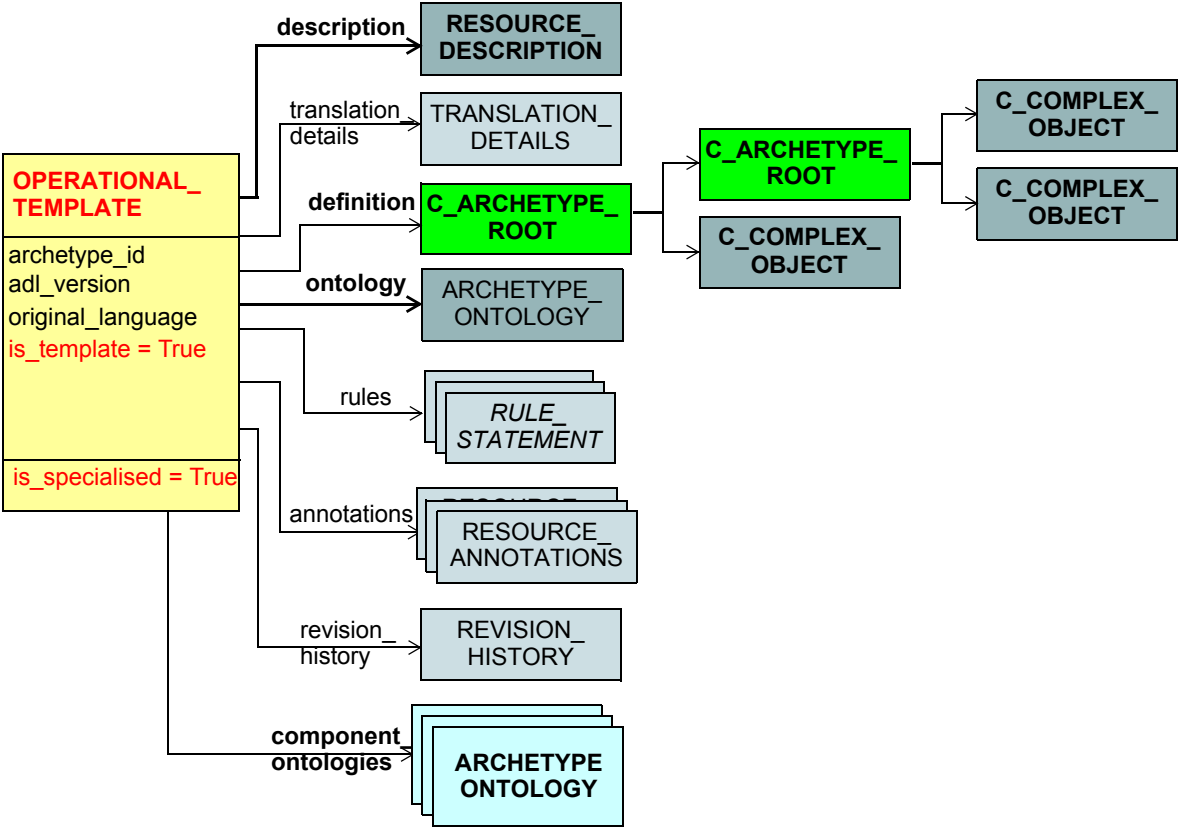 description
RESOURCE_
DESCRIPTION
translation_
details
TRANSLATION_
DETAILS
C_COMPLEX_
OBJECT
C_ARCHETYPE_
ROOT
C_COMPLEX_
OBJECT
OPERATIONAL_
TEMPLATE
definition
C_ARCHETYPE_
ROOT
C_COMPLEX_
OBJECT
archetype_id
adl_version
original_language
is_template = True
ontology
ARCHETYPE_
ONTOLOGY
rules
RULE_
STATEMENT
is_specialised = True
annotations
RESOURCE_
RESOURCE_
ANNOTATIONS
revision_
history
REVISION_
HISTORY
component_
ontologies
ARCHETYPE
ONTOLOGY